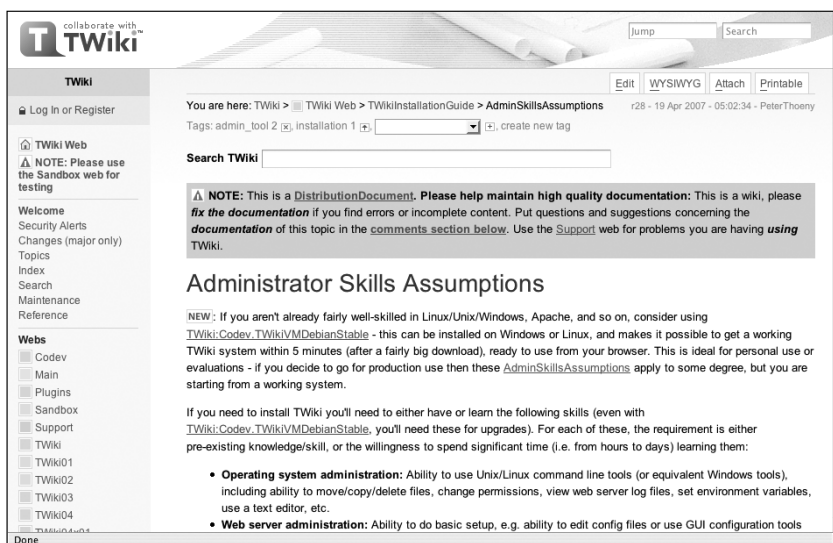 collaborate with
TWiki™
Jump
Search
TWiki
Edit WYSIWYG Attach Printable
Log In or Register
You are here: TWiki > TWiki Web > TWikiInstallationGuide > AdminSkillsAssumptions
r28 - 19 Apr 2007 - 05:02:34 - PeterThoeny
Tags: admin_tool 2, installation 1, create new tag
Search TWiki
TWiki Web
NOTE: Please use
the Sandbox web for
testing
Welcome
Security Alerts
Changes (major only)
Topics
Index
Search
Maintenance
Reference
Webs
Codev
Main
Plugins
Sandbox
Support
TWiki
TWiki01
TWiki02
TWiki03
TWiki04
TWiki04x01
NOTE: This is a DistributionDocument. Please help maintain high quality documentation: This is a wiki, please
fix the documentation if you find errors or incomplete content. Put questions and suggestions concerning the
documentation of this topic in the comments section below. Use the Support web for problems you are having using
TWiki.
Administrator Skills Assumptions
NEW: If you aren't already fairly well-skilled in Linux/Unix/Windows, Apache, and so on, consider using
TWiki:Codev.TWikiVMDebianStable - this can be installed on Windows or Linux, and makes it possible to get a working
TWiki system within 5 minutes (after a fairly big download), ready to use from your browser. This is ideal for personal use or
evaluations - if you decide to go for production use then these AdminSkillsAssumptions apply to some degree, but you are
starting from a working system.
If you need to install TWiki you'll need to either have or learn the following skills (even with
TWiki:Codev.TWikiVMDebianStable, you'll need these for upgrades). For each of these, the requirement is either
pre-existing knowledge/skill, or the willingness to spend significant time (i.e. from hours to days) learning them:
• Operating system administration: Ability to use Unix/Linux command line tools (or equivalent Windows tools),
including ability to move/copy/delete files, change permissions, view web server log files, set environment variables,
use a text editor, etc.
• Web server administration: Ability to do basic setup, e.g. ability to edit config files or use GUI configuration tools
Done